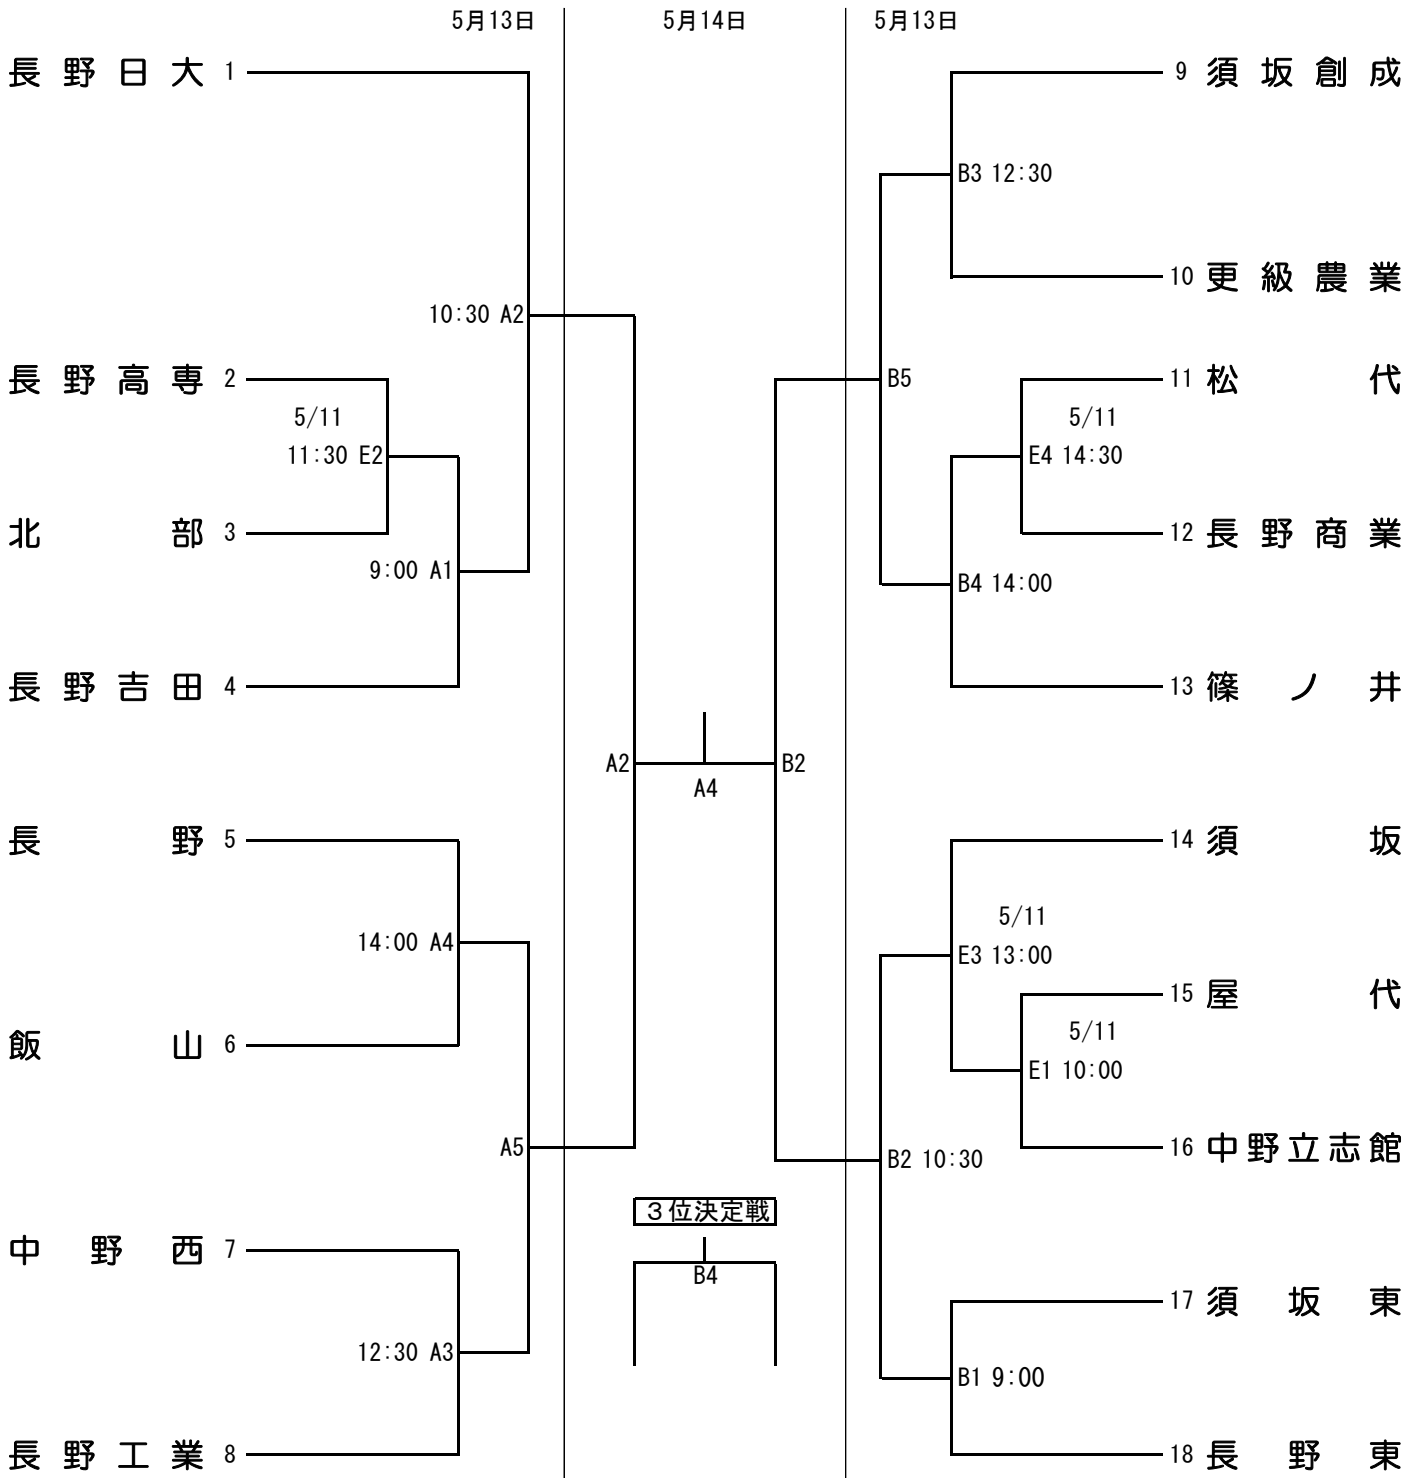 5月13日 5月14日 5月13日
長野日大 1
9 須坂創成
B3 12:30
10 更級農業
10:30 A2
長野高専 2
B5
11 松代
5/11
5/11
11:30 E2
E4 14:30
北部 3
12 長野商業
9:00 A1
B4 14:00
長野吉田 4
13 篠ノ井
A2
B2
A4
長野 5
14 須坂
5/11
14:00 A4
E3 13:00
15 屋代
5/11
飯山 6
E1 10:00
A5
16 中野立志館
B2 10:30
3位決定戦
中野西 7
B4
17 須坂東
12:30 A3
B1 9:00
長野工業 8
18 長野東